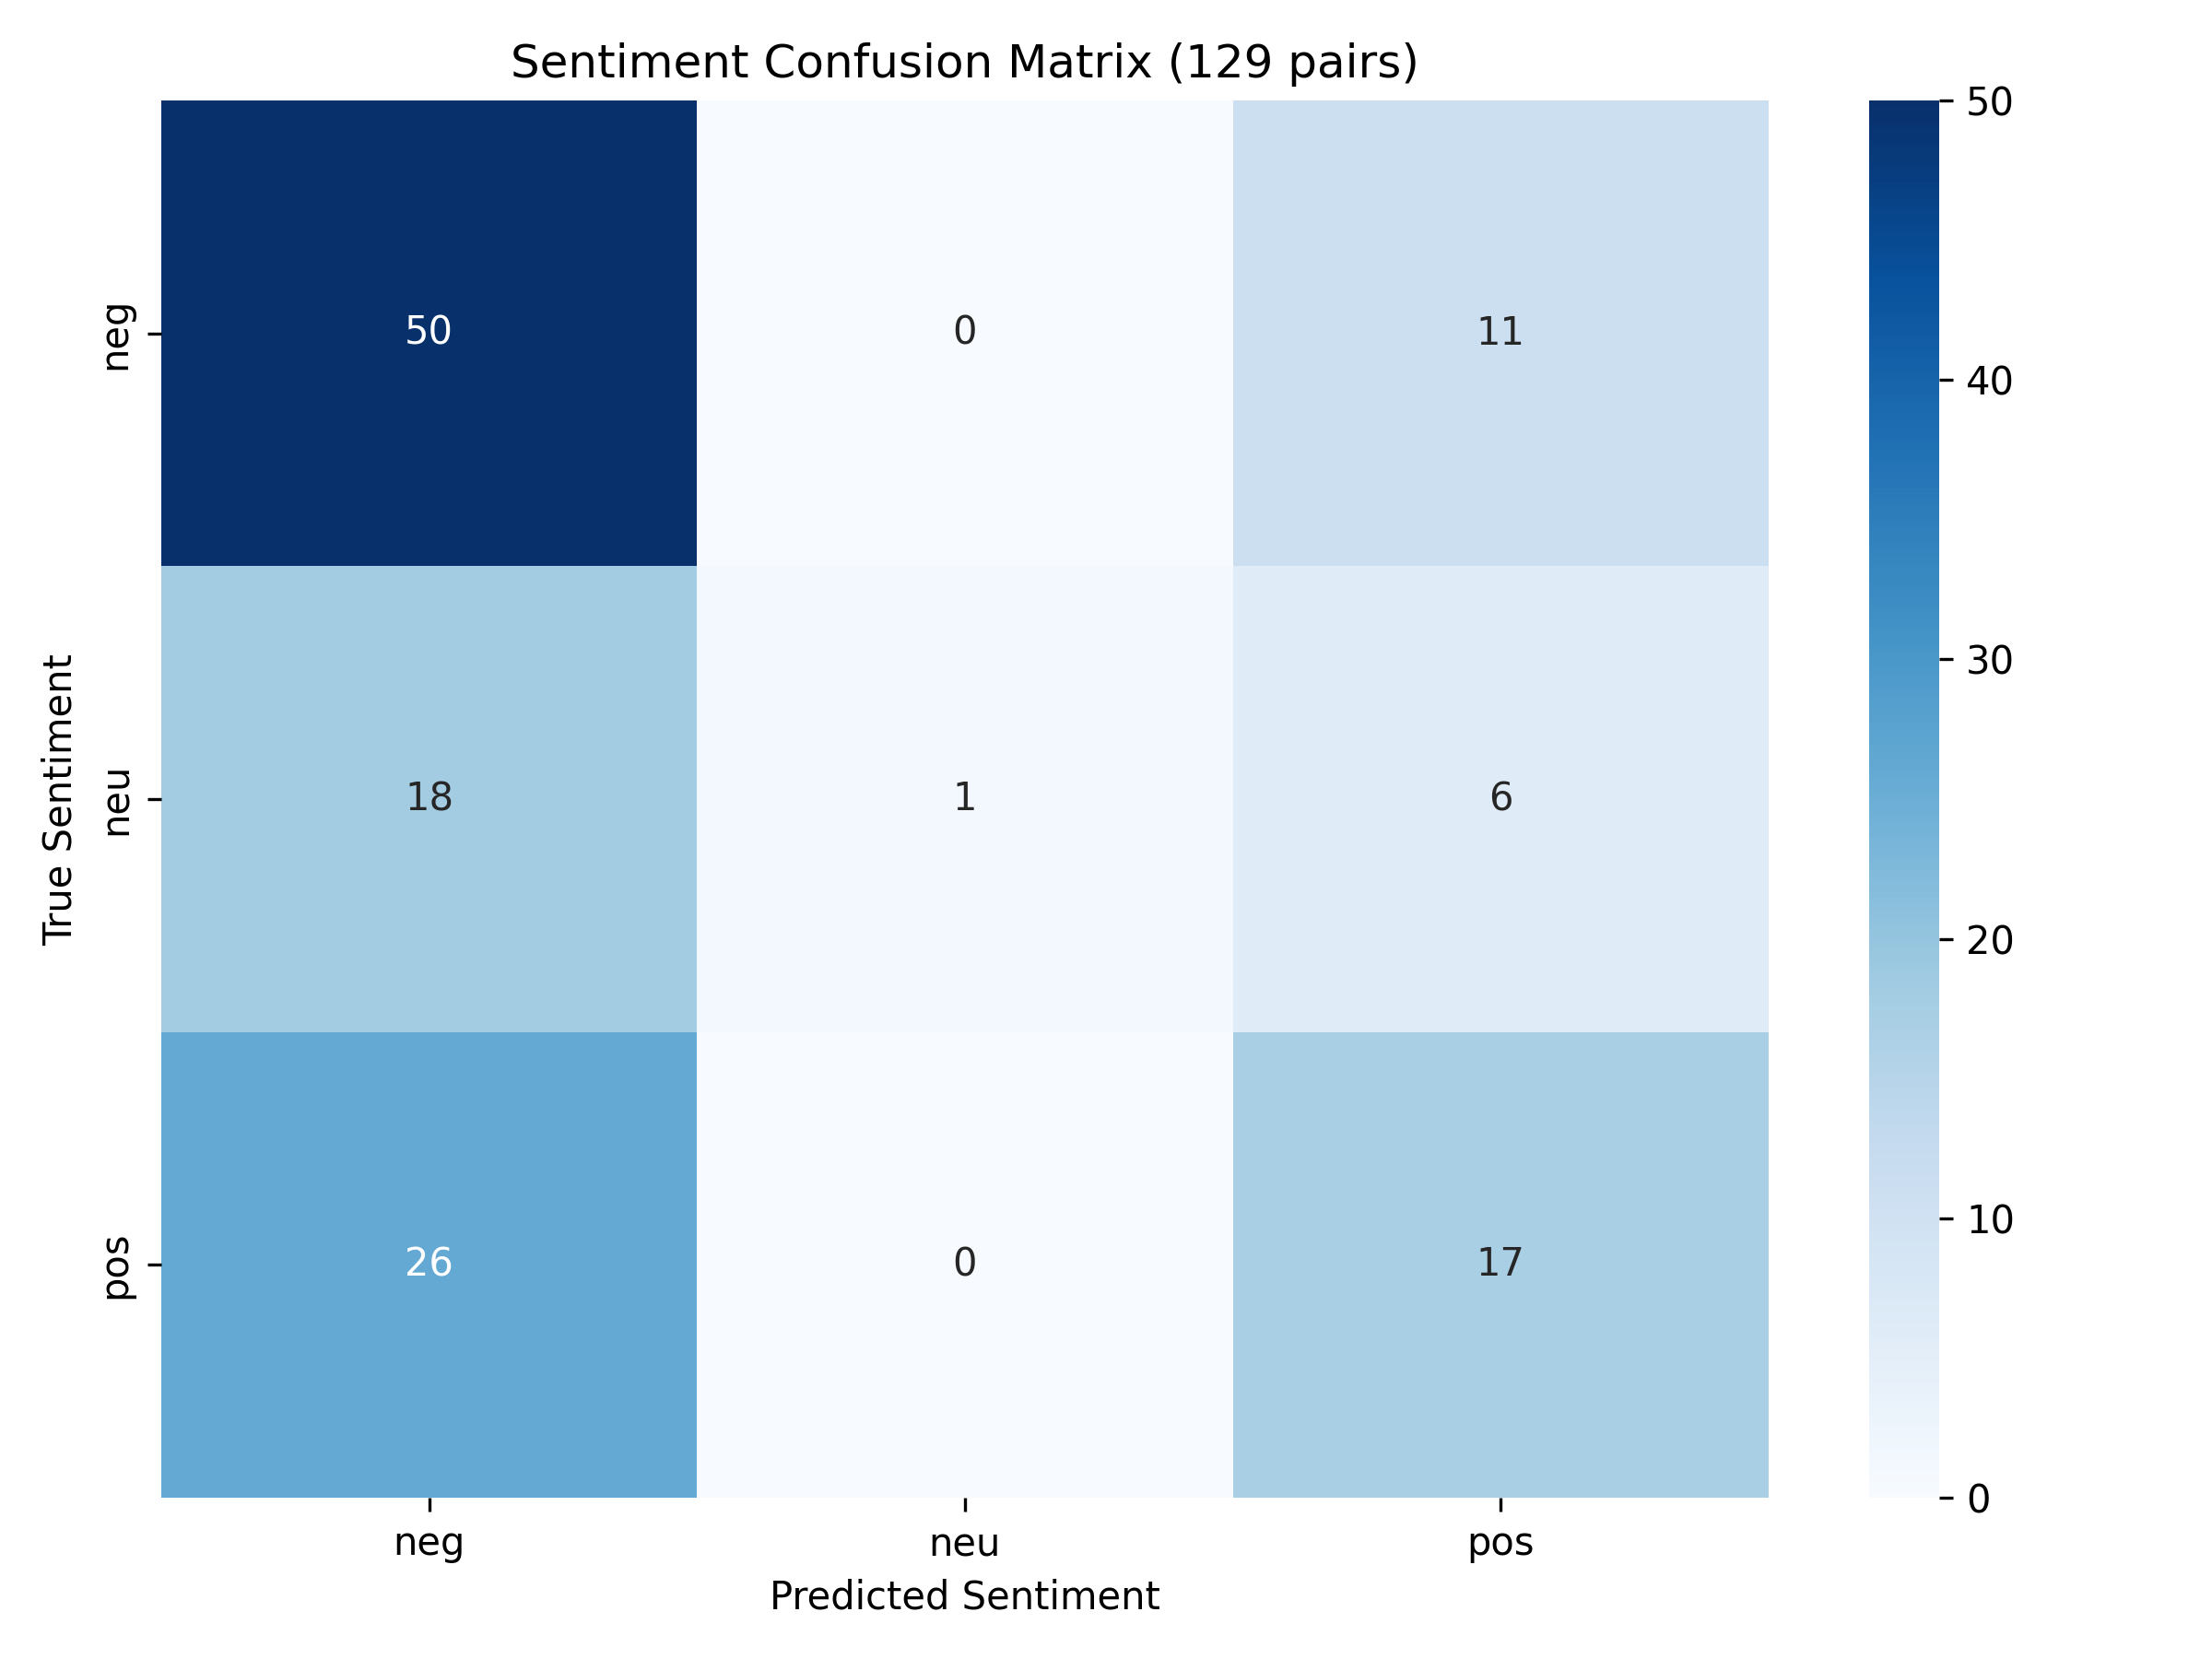 Sentiment Confusion Matrix (129 pairs)
50
40
30
20
10
0
True Sentiment
neg
50 0 11
neu
18 1 6
pos
26 0 17
neg neu pos
Predicted Sentiment